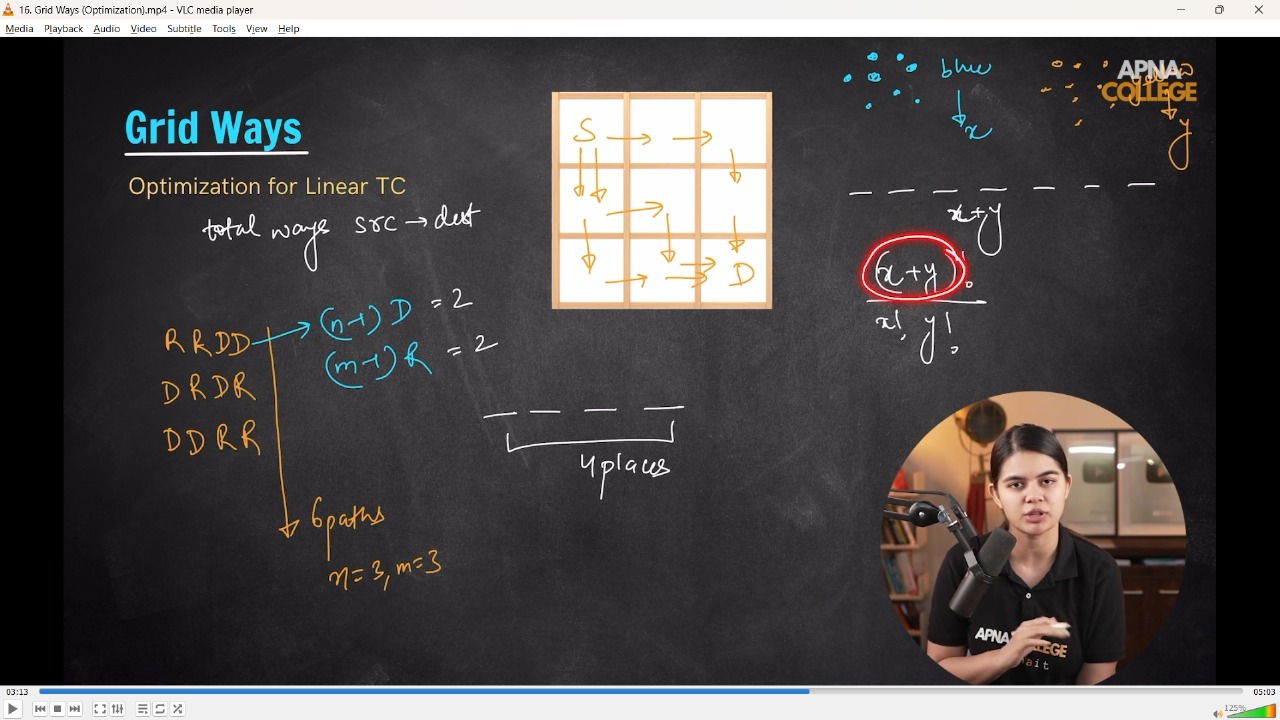 16. Grid Ways (Optimization).mp4 - VLC media player
Media Playback Audio Video Subtitle Tools View Help
blue
x
APNA
COLLEGE
y
Grid Ways
Optimization for Linear TC
total ways src → dest
S
D
x+y
(x+y)!
x! y!
RRDD → (n-1) D = 2
(m-1) R = 2
DRDR
DDRR
4 places
6 paths
n=3, m=3
APNA COLLEGE
03:13
05:03
125%